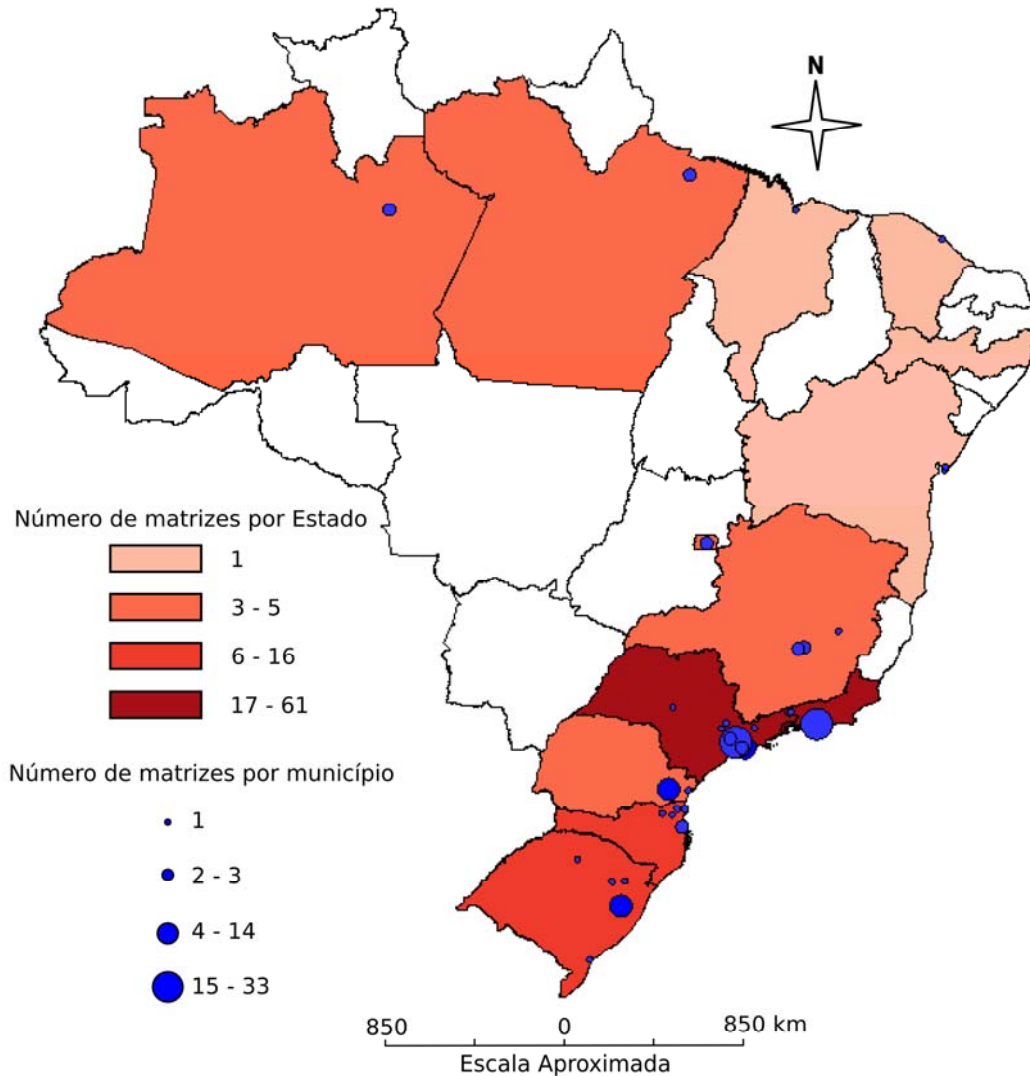 N
Número de matrizes por Estado
1
3 - 5
6 - 16
17 - 61
Número de matrizes por município
1
2 - 3
4 - 14
15 - 33
850 0 850 km
Escala Aproximada